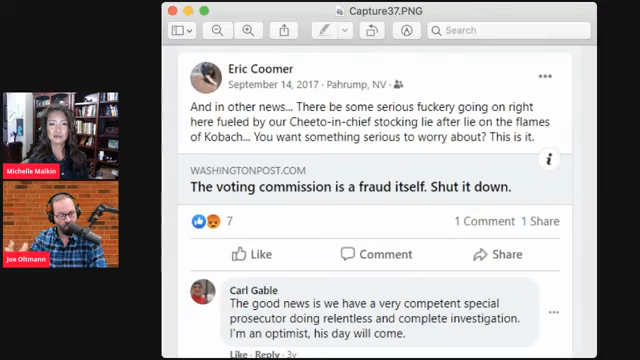 Capture37.PNG
Search
Eric Coomer
September 14, 2017 · Pahrump, NV ·
And in other news... There be some serious fuckery going on right
here fueled by our Cheeto-in-chief stocking lie after lie on the flames
of Kobach... You want something serious to worry about? This is it.
WASHINGTONPOST.COM
The voting commission is a fraud itself. Shut it down.
7
1 Comment 1 Share
Like
Comment
Share
Carl Gable
The good news is we have a very competent special
prosecutor doing relentless and complete investigation.
I'm an optimist, his day will come.
Like · Reply · 3y
Michelle Malkin
Joe Oltmann